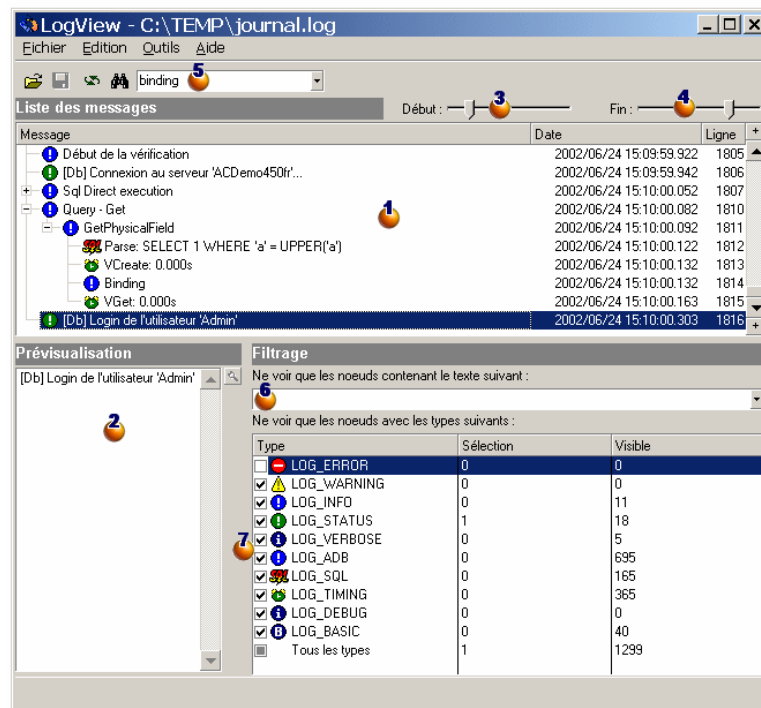 LogView - C:\TEMP\journal.log
Eichier Edition Outils Aide
binding 5
Liste des messages Début : 3 Fin : 4
Message Date Ligne
Début de la vérification 2002/06/24 15:09:59.922 1805
[Db] Connexion au serveur 'ACDemo450fr'... 2002/06/24 15:09:59.942 1806
Sql Direct execution 2002/06/24 15:10:00.052 1807
Query - Get 2002/06/24 15:10:00.082 1810
1
GetPhysicalField 2002/06/24 15:10:00.092 1811
SQL Parse: SELECT 1 WHERE 'a' = UPPER('a') 2002/06/24 15:10:00.122 1812
VCreate: 0.000s 2002/06/24 15:10:00.132 1813
Binding 2002/06/24 15:10:00.132 1814
VGet: 0.000s 2002/06/24 15:10:00.163 1815
[Db] Login de l'utilisateur 'Admin' 2002/06/24 15:10:00.303 1816
Prévisualisation
[Db] Login de l'utilisateur 'Admin'
2
Filtrage
Ne voir que les noeuds contenant le texte suivant :
6
Ne voir que les noeuds avec les types suivants :
Type Sélection Visible
LOG_ERROR 0 0
LOG_WARNING 0 0
LOG_INFO 0 11
LOG_STATUS 1 18
7 LOG_VERBOSE 0 5
LOG_ADB 0 695
SQL LOG_SQL 0 165
LOG_TIMING 0 365
LOG_DEBUG 0 0
B LOG_BASIC 0 40
Tous les types 1 1299